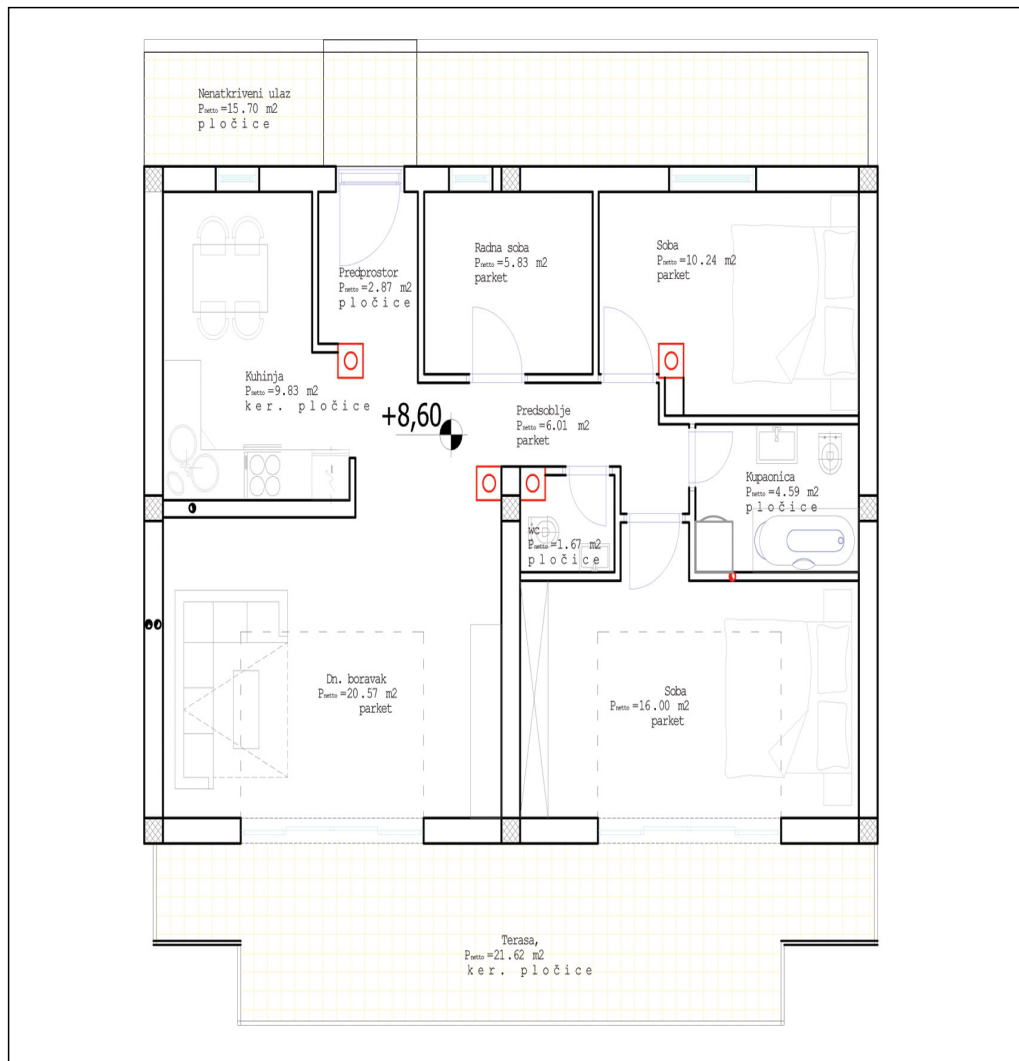 Nenatkriveni ulaz
Pnetto =15.70 m2
pločice
Radna soba
Pnetto =5.83 m2
parket
Soba
Pnetto =10.24 m2
parket
Predprostor
Pnetto =2.87 m2
pločice
Kuhinja
Pnetto =9.83 m2
ker. pločice
+8,60
Predsoblje
Pnetto =6.01 m2
parket
Kupaonica
Pnetto =4.59 m2
pločice
wc
Pnetto =1.67 m2
pločice
Dn. boravak
Pnetto =20.57 m2
parket
Soba
Pnetto =16.00 m2
parket
Terasa,
Pnetto =21.62 m2
ker. pločice